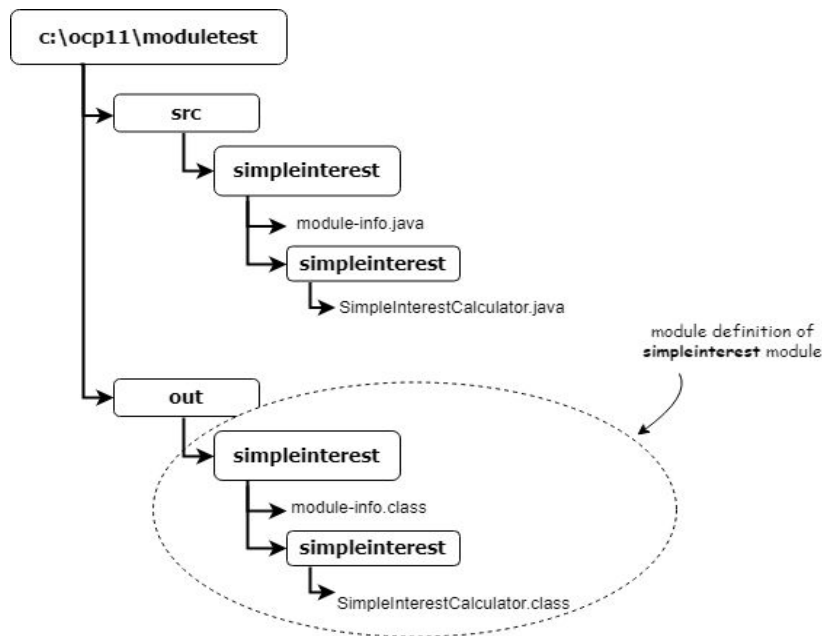 c:\ocp11\moduletest
src
simpleinterest
module-info.java
simpleinterest
SimpleInterestCalculator.java
module definition of
simpleinterest module
out
simpleinterest
module-info.class
simpleinterest
SimpleInterestCalculator.class